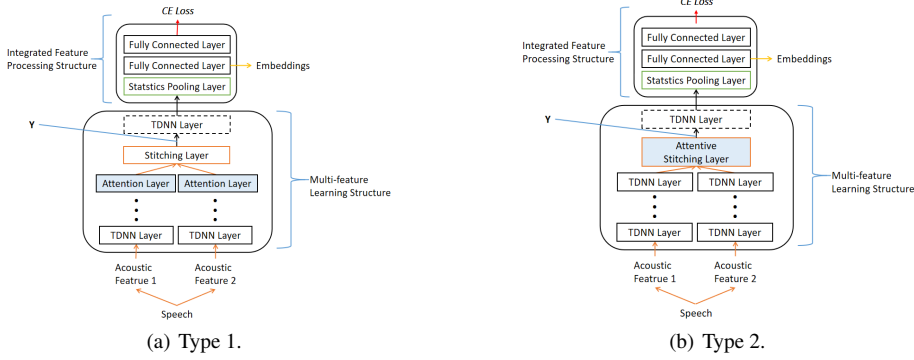 CE Loss
Integrated Feature
Processing Structure
Fully Connected Layer
Fully Connected Layer
Embeddings
Statstics Pooling Layer
TDNN Layer
Y
Stitching Layer
Attention Layer
Attention Layer
Multi-feature
Learning Structure
TDNN Layer
TDNN Layer
Acoustic
Featrue 1
Acoustic
Feature 2
Speech
(a) Type 1.
CE Loss
Integrated Feature
Processing Structure
Fully Connected Layer
Fully Connected Layer
Embeddings
Statstics Pooling Layer
TDNN Layer
Y
Attentive
Stitching Layer
TDNN Layer
TDNN Layer
Multi-feature
Learning Structure
TDNN Layer
TDNN Layer
Acoustic
Featrue 1
Acoustic
Feature 2
Speech
(b) Type 2.